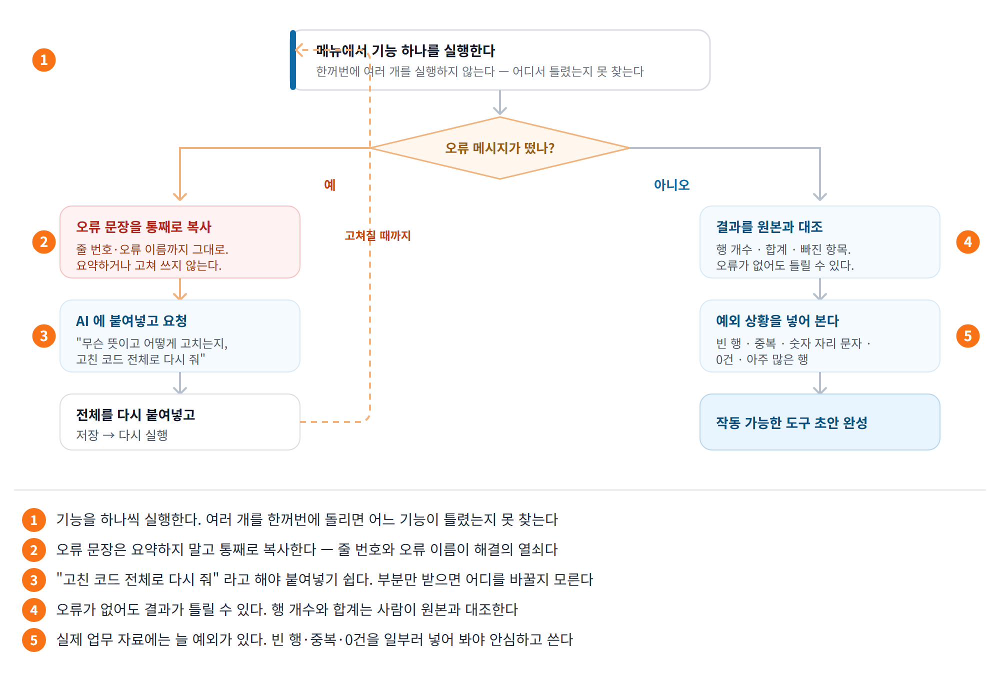 1
메뉴에서 기능 하나를 실행한다
한꺼번에 여러 개를 실행하지 않는다 — 어디서 틀렸는지 못 찾는다
오류 메시지가 떴나?
예
아니오
2
오류 문장을 통째로 복사
줄 번호·오류 이름까지 그대로.
요약하거나 고쳐 쓰지 않는다.
고쳐질 때까지
결과를 원본과 대조
행 개수 · 합계 · 빠진 항목.
오류가 없어도 틀릴 수 있다.
4
3
AI 에 붙여넣고 요청
"무슨 뜻이고 어떻게 고치는지,
고친 코드 전체로 다시 줘"
예외 상황을 넣어 본다
빈 행 · 중복 · 숫자 자리 문자 ·
0건 · 아주 많은 행
5
전체를 다시 붙여넣고
저장 → 다시 실행
작동 가능한 도구 초안 완성
1 기능을 하나씩 실행한다. 여러 개를 한꺼번에 돌리면 어느 기능이 틀렸는지 못 찾는다
2 오류 문장은 요약하지 말고 통째로 복사한다 — 줄 번호와 오류 이름이 해결의 열쇠다
3 "고친 코드 전체로 다시 줘" 라고 해야 붙여넣기 쉽다. 부분만 받으면 어디를 바꿀지 모른다
4 오류가 없어도 결과가 틀릴 수 있다. 행 개수와 합계는 사람이 원본과 대조한다
5 실제 업무 자료에는 늘 예외가 있다. 빈 행·중복·0건을 일부러 넣어 봐야 안심하고 쓴다